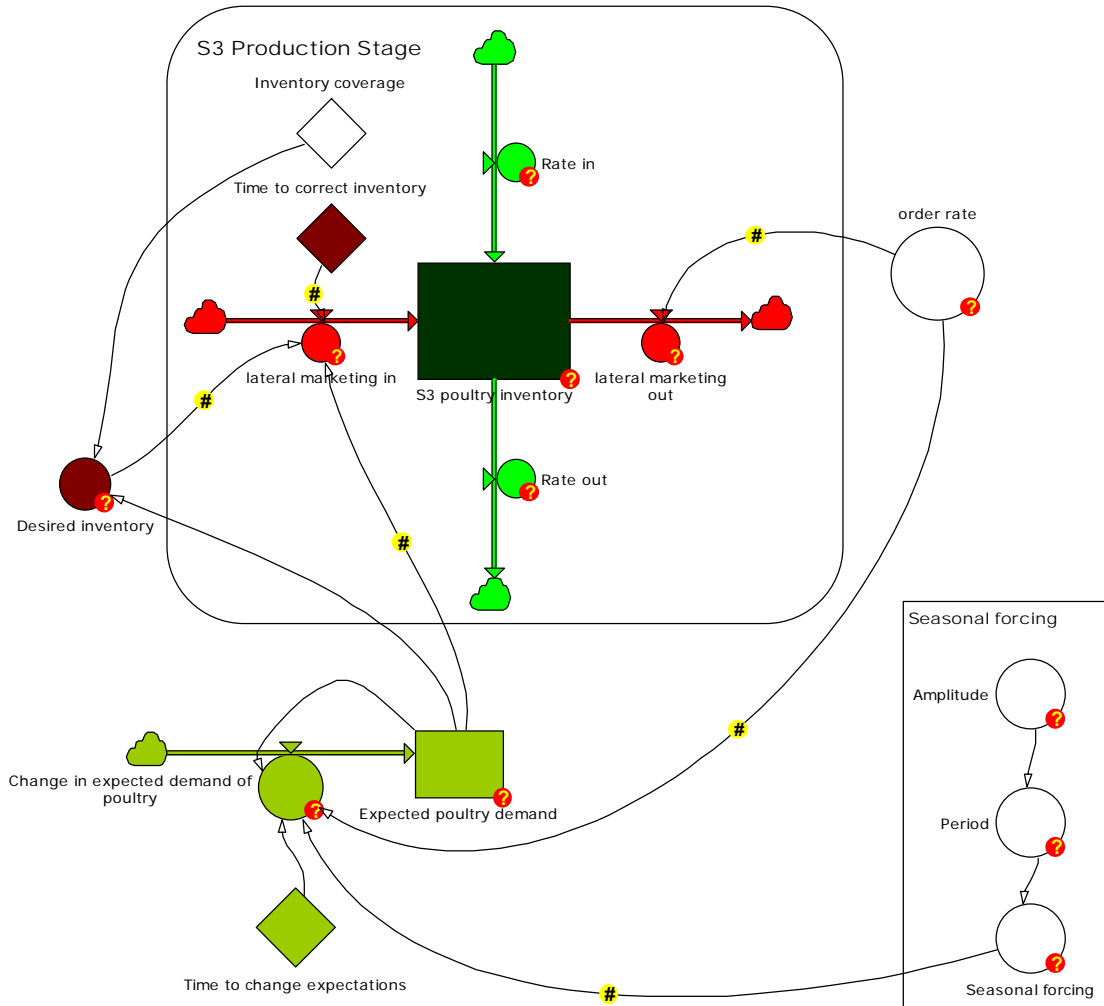 S3 Production Stage
Inventory coverage
Rate in
Time to correct inventory
order rate
#
?
#
?
?
?
lateral marketing in
?
S3 poultry inventory
lateral marketing
out
#
Rate out
?
?
Desired inventory
#
Seasonal forcing
Amplitude
?
#
Change in expected demand of
poultry
?
?
Expected poultry demand
Period
?
Time to change expectations
?
Seasonal forcing
#